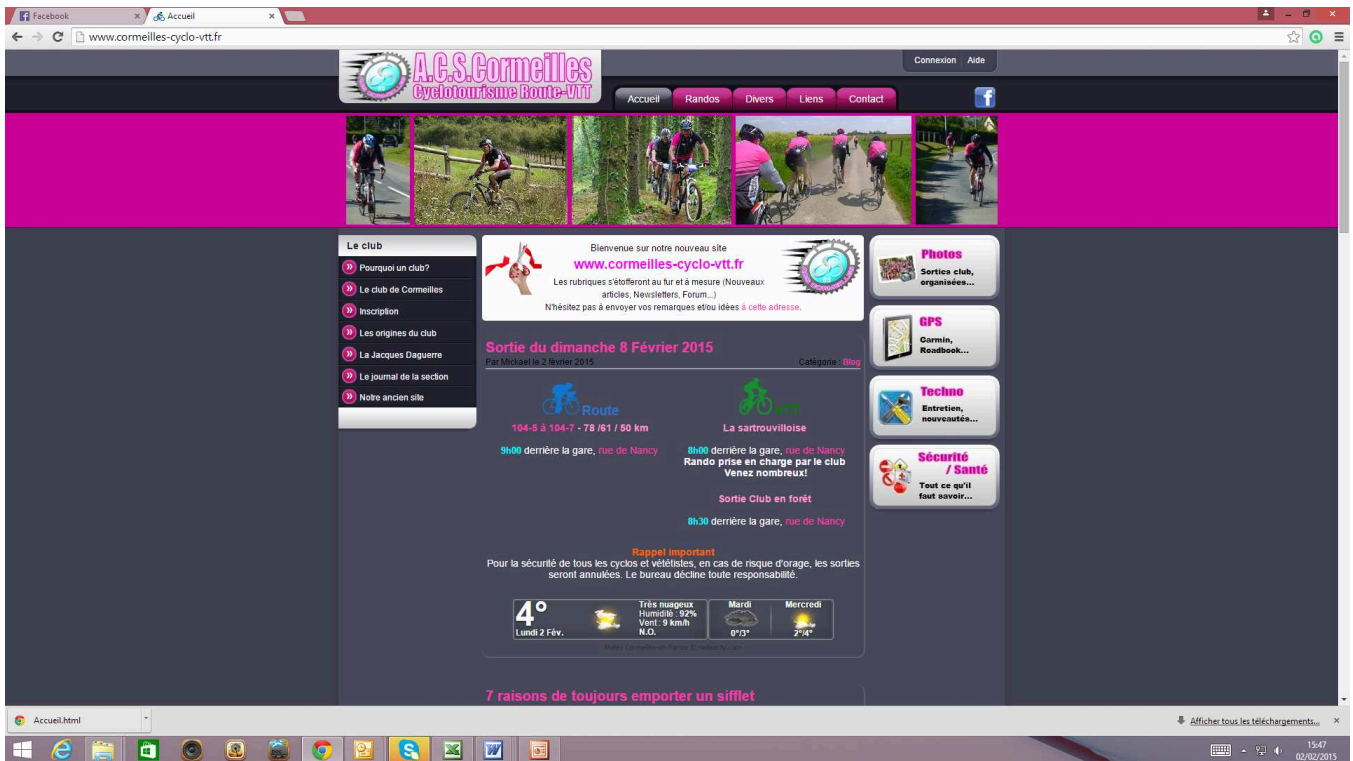 Facebook
Accueil
www.cormeilles-cyclo-vtt.fr
A.C.S.Cormeilles
Cyclotourisme Route-VTT
Connexion Aide
Accueil Randos Divers Liens Contact
Le club
Pourquoi un club?
Le club de Cormeilles
Inscription
Les origines du club
La Jacques Daguerre
Le journal de la section
Notre ancien site
Bienvenue sur notre nouveau site
www.cormeilles-cyclo-vtt.fr
Les rubriques s'étofferont au fur et à mesure (Nouveaux
articles, Newsletters, Forum...)
N'hésitez pas à envoyer vos remarques et/ou idées à cette adresse.
Sortie du dimanche 8 Février 2015
Par Mickael le 2 février 2015 Catégorie : Blog
Route
104-5 à 104-7 - 78 /61 / 50 km
9h00 derrière la gare, rue de Nancy
VTT
La sartrouvilloise
8h00 derrière la gare, rue de Nancy
Rando prise en charge par le club
Venez nombreux!
Sortie Club en forêt
8h30 derrière la gare, rue de Nancy
Rappel important
Pour la sécurité de tous les cyclos et vététistes, en cas de risque d'orage, les sorties
seront annulées. Le bureau décline toute responsabilité.
4°
Lundi 2 Fév.
Très nuageux
Humidité : 92%
Vent : 9 km/h
N.O.
Mardi
0°/3°
Mercredi
2°/4°
7 raisons de toujours emporter un sifflet
Photos
Sorties club,
organisées...
GPS
Garmin,
Roadbook...
Techno
Entretien,
nouveautés...
Sécurité
/ Santé
Tout ce qu'il
faut savoir...
Accueil.html
Afficher tous les téléchargements...
15:47
02/02/2015